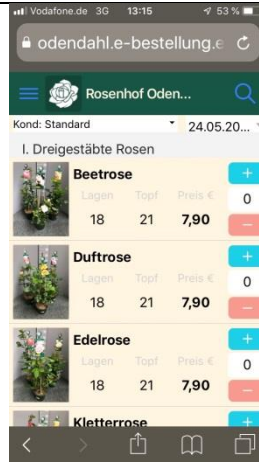 Vodafone.de 3G 13:15 53 %
odendahl.e-bestellung.e
Rosenhof Oden...
Kond: Standard 24.05.20...
I. Dreigestäbte Rosen
Beetrose
Lagen Topf Preis €
18 21 7,90
+
0
−
Duftrose
Lagen Topf Preis €
18 21 7,90
+
0
−
Edelrose
Lagen Topf Preis €
18 21 7,90
+
0
−
Kletterrose
+